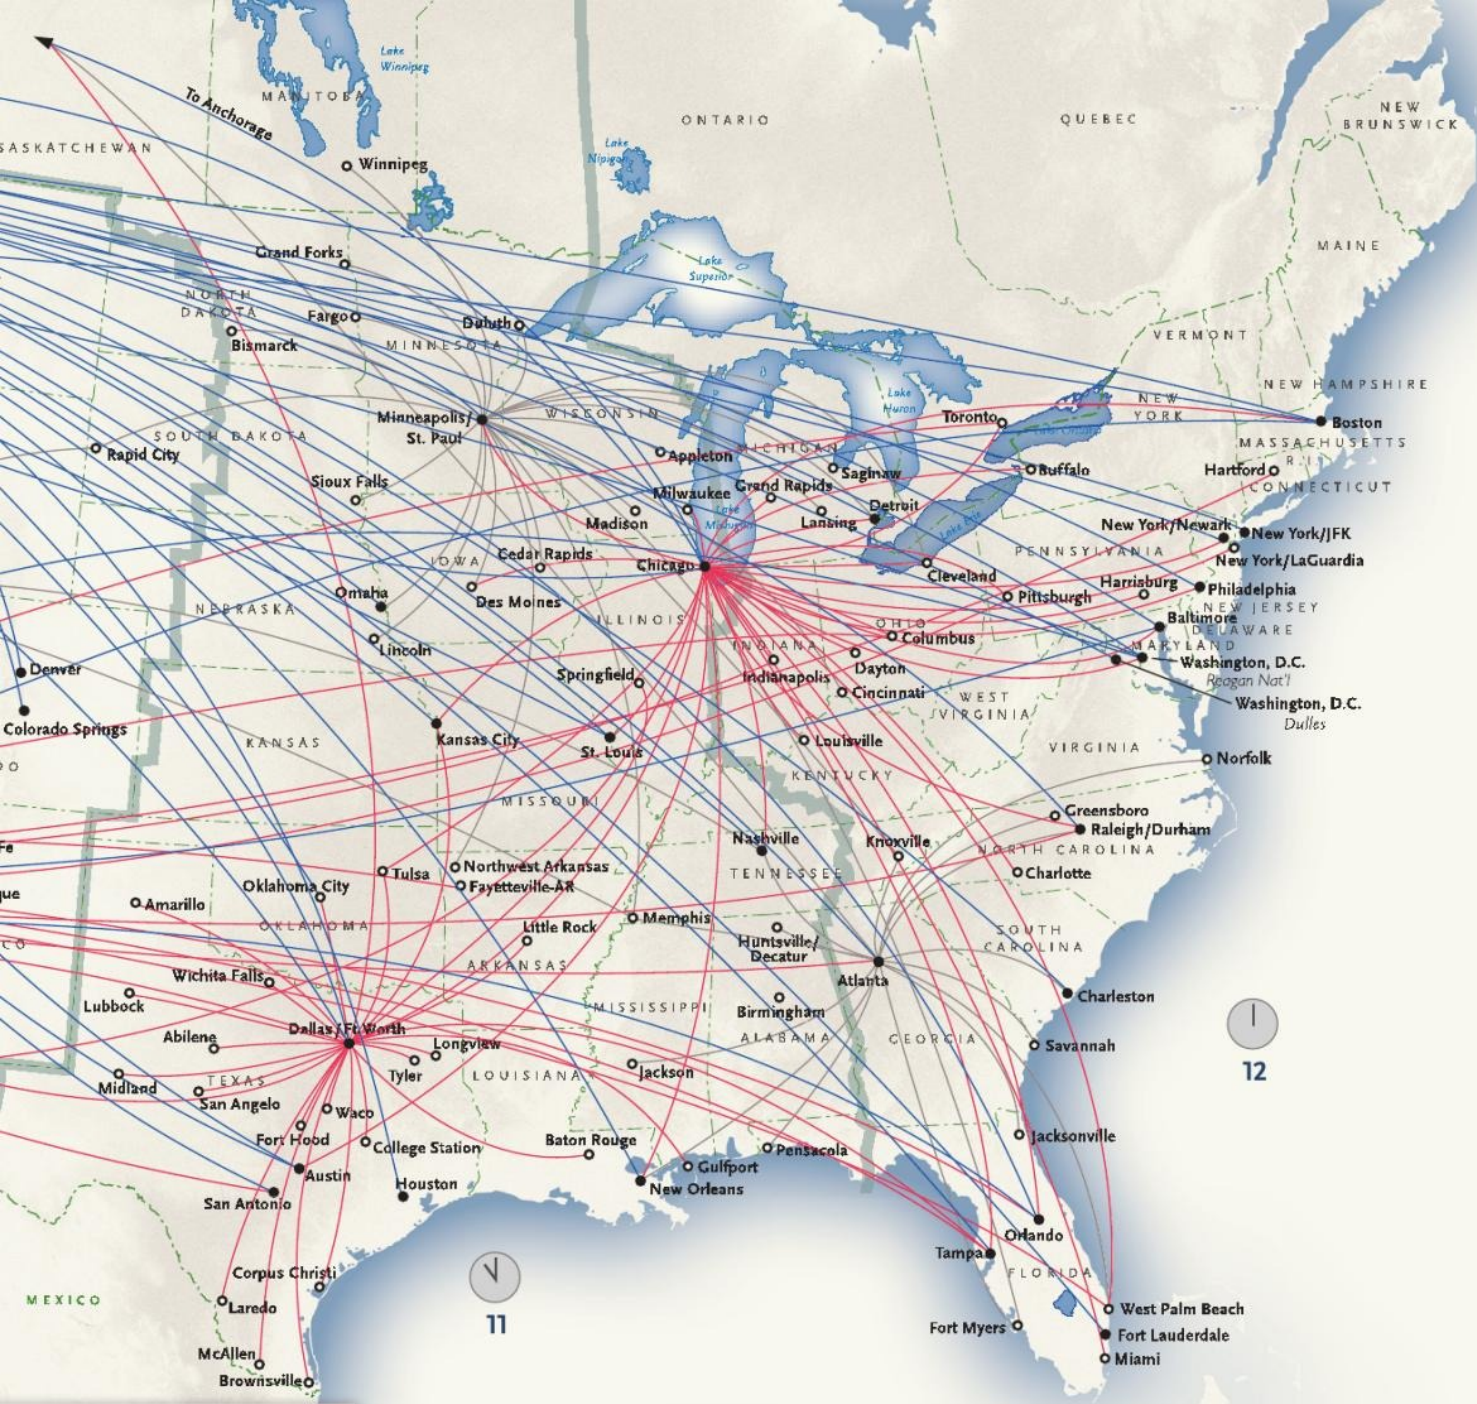 Lake
Winnipeg
To Anchorage
MANITOBA
ONTARIO
QUEBEC
NEW
BRUNSWICK
SASKATCHEWAN
Lake
Nipigon
Winnipeg
MAINE
Grand Forks
Lake
Superior
NORTH
DAKOTA
Fargo
Duluth
Bismarck
MINNESOTA
VERMONT
NEW HAMPSHIRE
Lake
Huron
NEW
YORK
Minneapolis/
St. Paul
WISCONSIN
Toronto
Boston
Lake Ontario
SOUTH DAKOTA
MICHIGAN
MASSACHUSETTS
Rapid City
Appleton
R.I.
Saginaw
Buffalo
Hartford
Sioux Falls
Milwaukee
Grand Rapids
CONNECTICUT
Detroit
Lake
Michigan
Madison
Lansing
Lake Erie
New York/Newark
New York/JFK
Cedar Rapids
IOWA
PENNSYLVANIA
New York/LaGuardia
Chicago
Cleveland
Omaha
Des Moines
Pittsburgh
Harrisburg
Philadelphia
NEBRASKA
NEW JERSEY
ILLINOIS
Baltimore
OHIO
DELAWARE
Columbus
Lincoln
INDIANA
MARYLAND
Denver
Springfield
Indianapolis
Dayton
Washington, D.C.
Reagan Nat'l
Cincinnati
WEST
VIRGINIA
Washington, D.C.
Dulles
Colorado Springs
KANSAS
Kansas City
St. Louis
Louisville
VIRGINIA
Norfolk
DO
KENTUCKY
MISSOURI
Greensboro
Raleigh/Durham
Fe
Nashville
Knoxville
NORTH CAROLINA
Tulsa
Northwest Arkansas
Fayetteville-AR
TENNESSEE
Charlotte
que
Oklahoma City
Amarillo
OKLAHOMA
Little Rock
Memphis
CO
Huntsville/
Decatur
SOUTH
CAROLINA
ARKANSAS
Wichita Falls
Atlanta
Lubbock
MISSISSIPPI
Birmingham
Charleston
Abilene
Dallas/Ft.Worth
Longview
ALABAMA
GEORGIA
Savannah
Tyler
LOUISIANA
Jackson
Midland
TEXAS
San Angelo
Waco
12
Fort Hood
College Station
Baton Rouge
Pensacola
Jacksonville
Austin
Gulfport
Houston
New Orleans
San Antonio
Orlando
Tampa
Corpus Christi
FLORIDA
MEXICO
Laredo
West Palm Beach
11
Fort Myers
Fort Lauderdale
McAllen
Miami
Brownsville